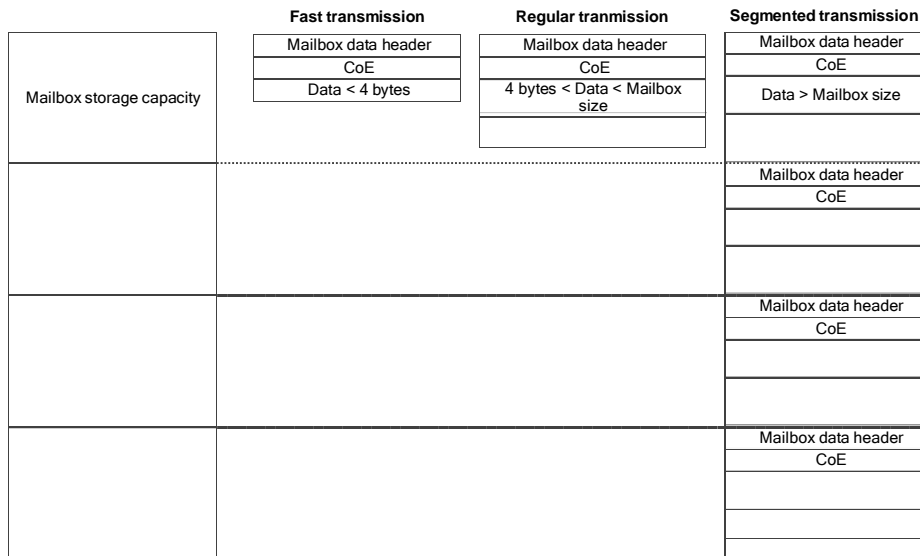 Fast transmission
Regular tranmission
Segmented transmission
Mailbox storage capacity
Mailbox data header
CoE
Data < 4 bytes
Mailbox data header
CoE
4 bytes < Data < Mailbox
size
Mailbox data header
CoE
Data > Mailbox size
Mailbox data header
CoE
Mailbox data header
CoE
Mailbox data header
CoE